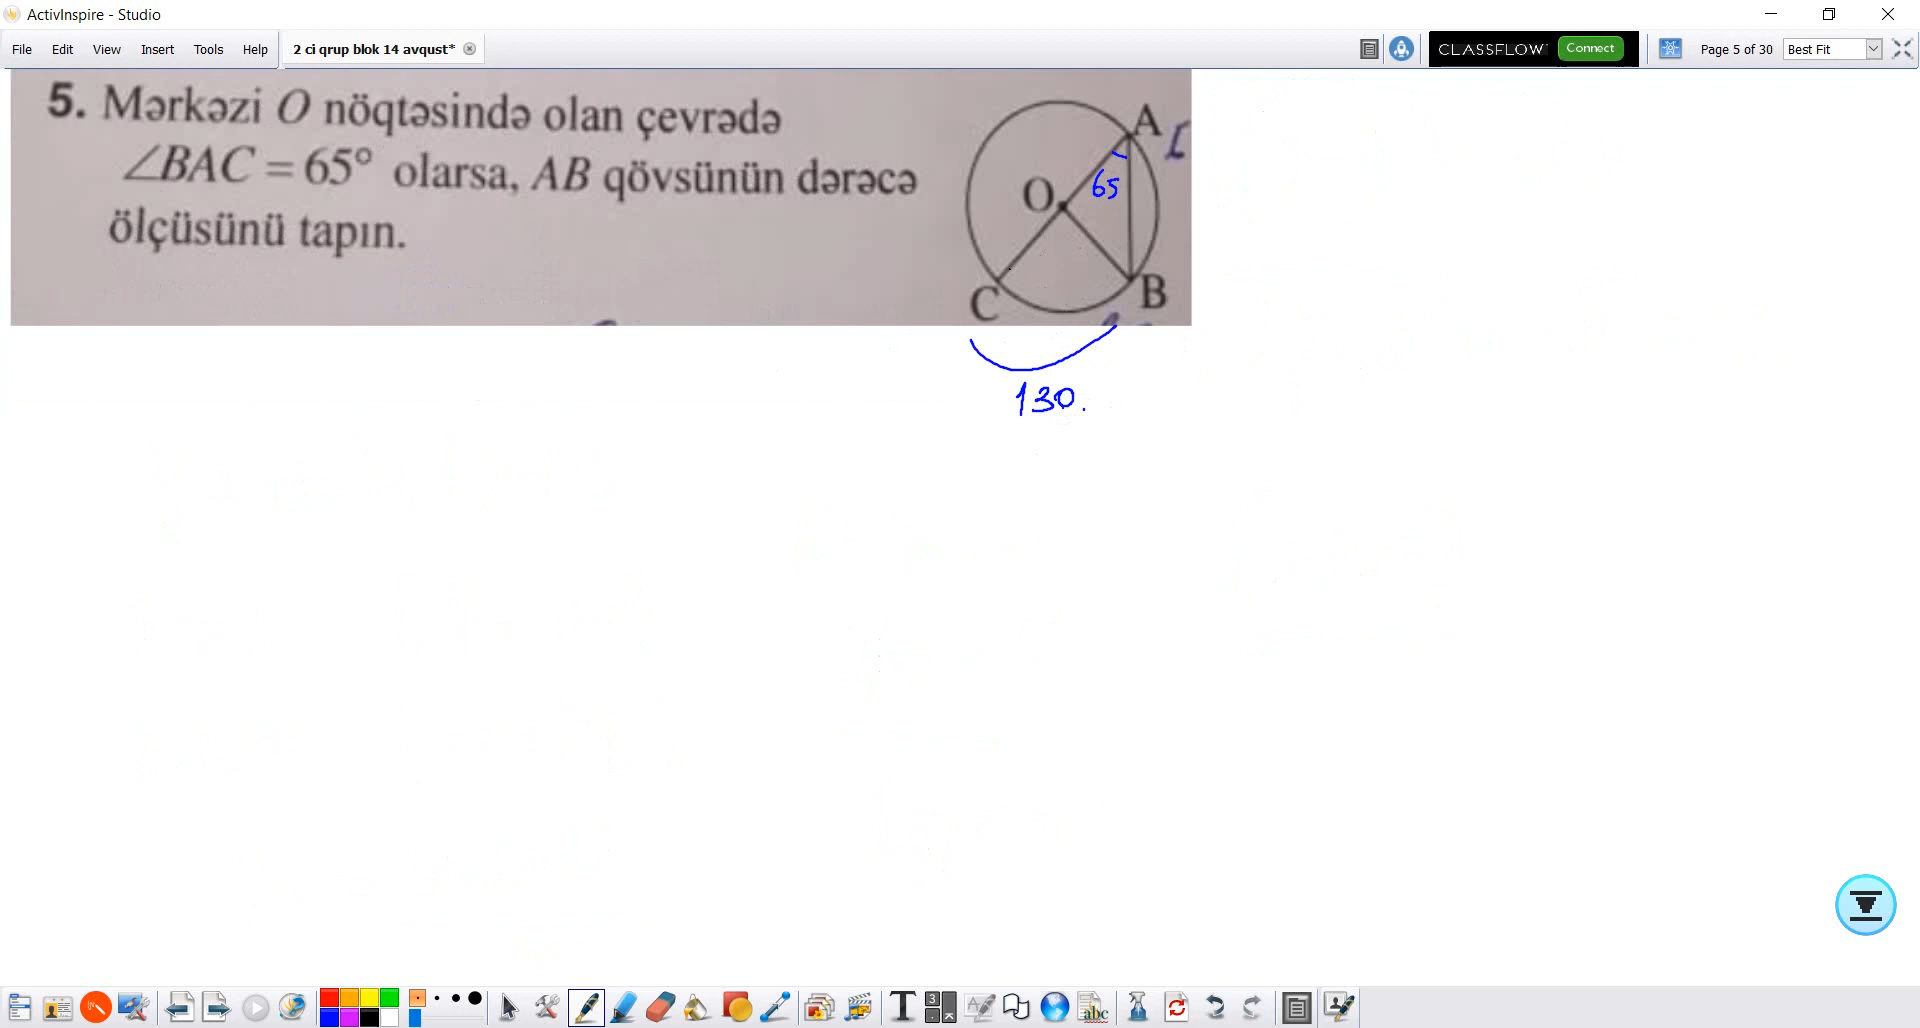 ActivInspire - Studio
File Edit View Insert Tools Help 2 ci qrup blok 14 avqust* CLASSFLOW Connect Page 5 of 30 Best Fit
5. Mərkəzi O nöqtəsində olan çevrədə
∠BAC = 65° olarsa, AB qövsünün dərəcə
ölçüsünü tapın.
A
65
O
C B
130.
T abc